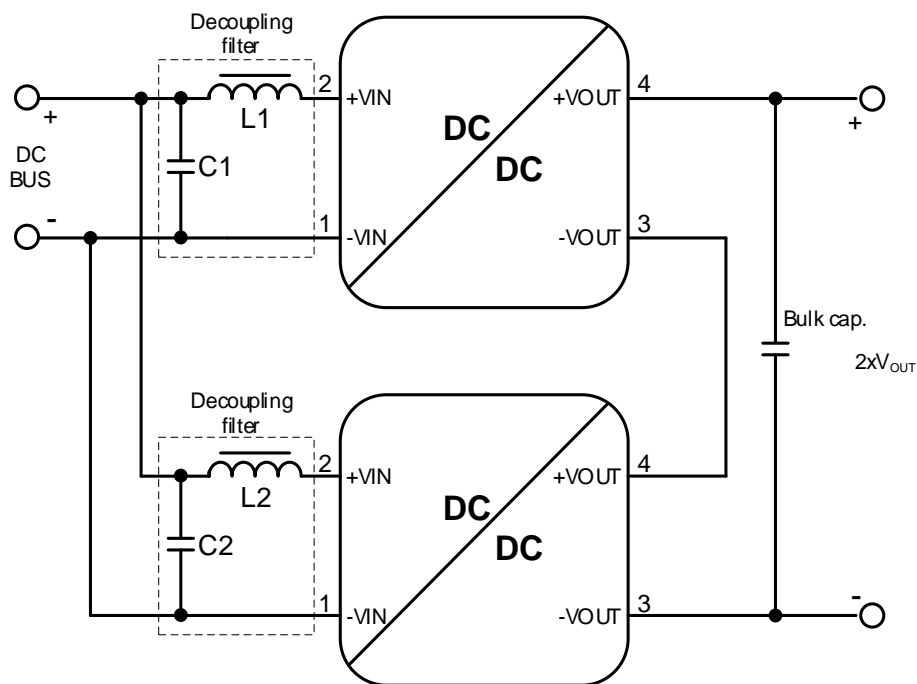 Decoupling
filter
2
+VIN
+VOUT
4
+
L1
+
DC
BUS
C1
DC
DC
-
1
-VIN
-VOUT
3
Bulk cap.
2xVOUT
Decoupling
filter
2
+VIN
+VOUT
4
L2
DC
DC
C2
1
-VIN
-VOUT
3
-